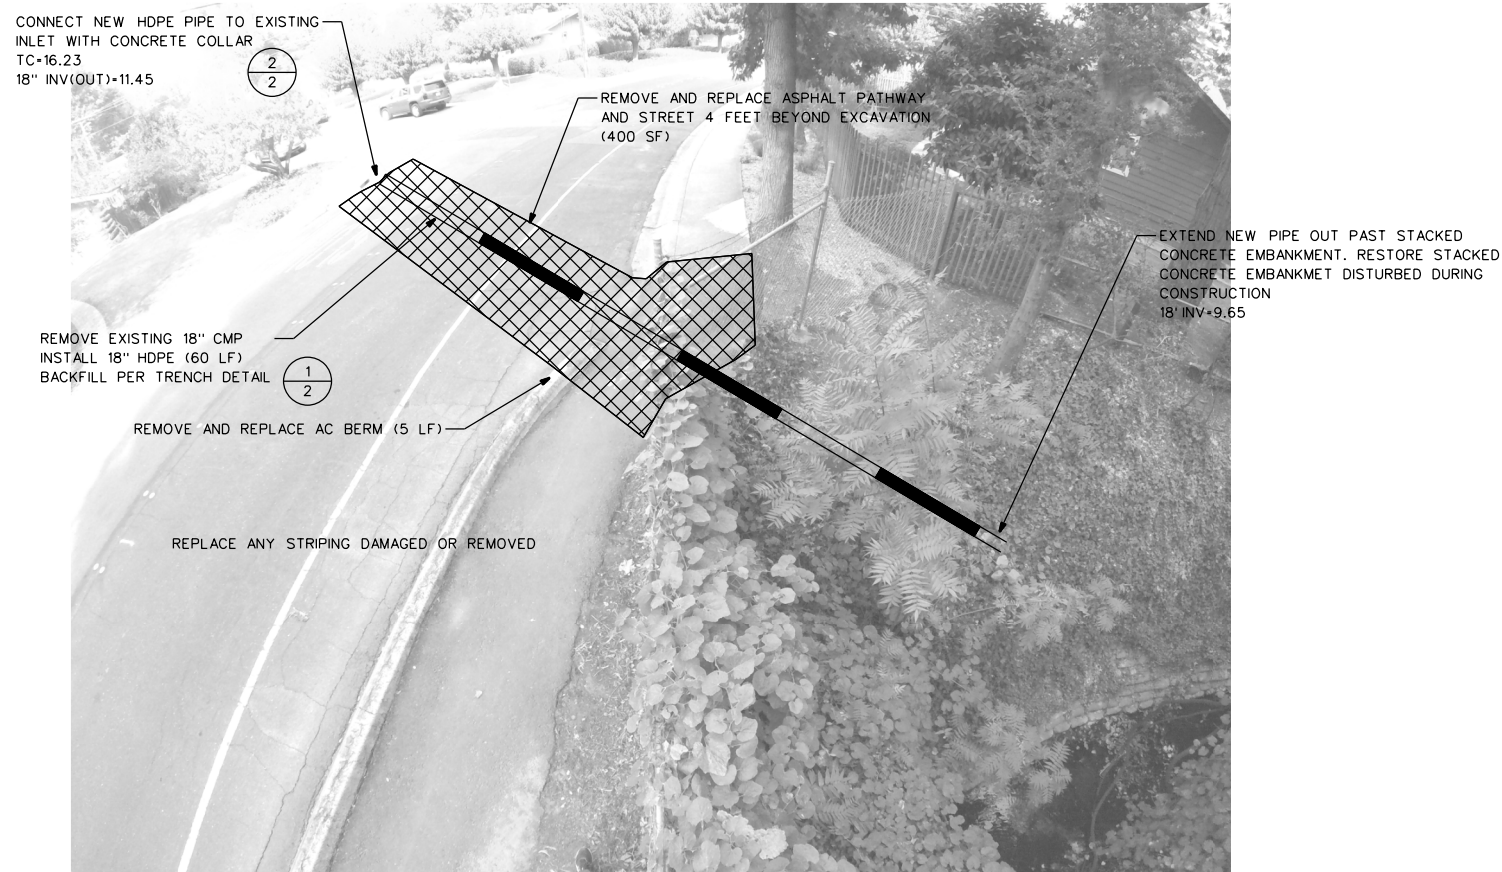 CONNECT NEW HDPE PIPE TO EXISTING
INLET WITH CONCRETE COLLAR
TC=16.23
18" INV(OUT)=11.45
2
2
REMOVE AND REPLACE ASPHALT PATHWAY
AND STREET 4 FEET BEYOND EXCAVATION
(400 SF)
EXTEND NEW PIPE OUT PAST STACKED
CONCRETE EMBANKMENT. RESTORE STACKED
CONCRETE EMBANKMET DISTURBED DURING
CONSTRUCTION
18' INV=9.65
REMOVE EXISTING 18" CMP
INSTALL 18" HDPE (60 LF)
BACKFILL PER TRENCH DETAIL
1
2
REMOVE AND REPLACE AC BERM (5 LF)
REPLACE ANY STRIPING DAMAGED OR REMOVED